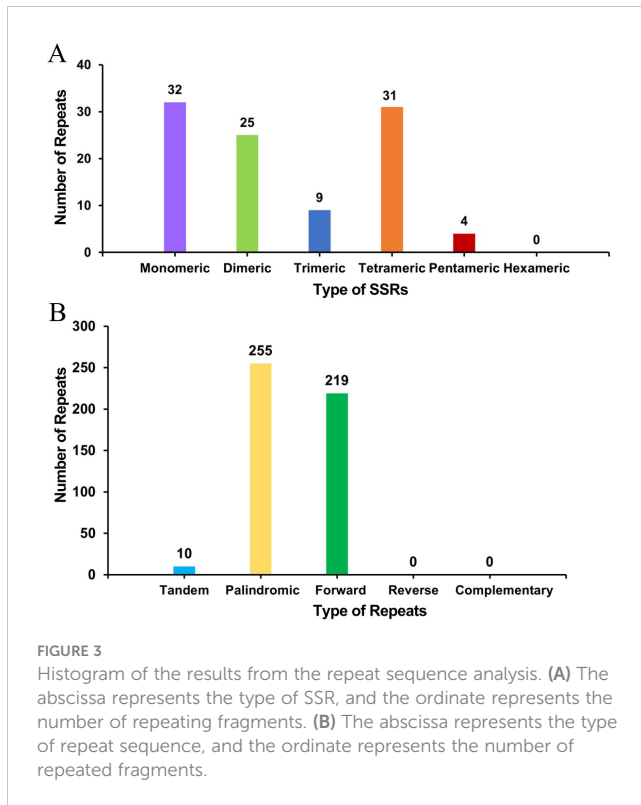 A
Number of Repeats
40
30
20
10
0
32
25
9
31
4
0
Monomeric Dimeric Trimeric Tetrameric Pentameric Hexameric
Type of SSRs
B
Number of Repeats
300
250
200
150
100
50
0
10
255
219
0
0
Tandem Palindromic Forward Reverse Complementary
Type of Repeats
FIGURE 3
Histogram of the results from the repeat sequence analysis. (A) The
abscissa represents the type of SSR, and the ordinate represents the
number of repeating fragments. (B) The abscissa represents the type
of repeat sequence, and the ordinate represents the number of
repeated fragments.